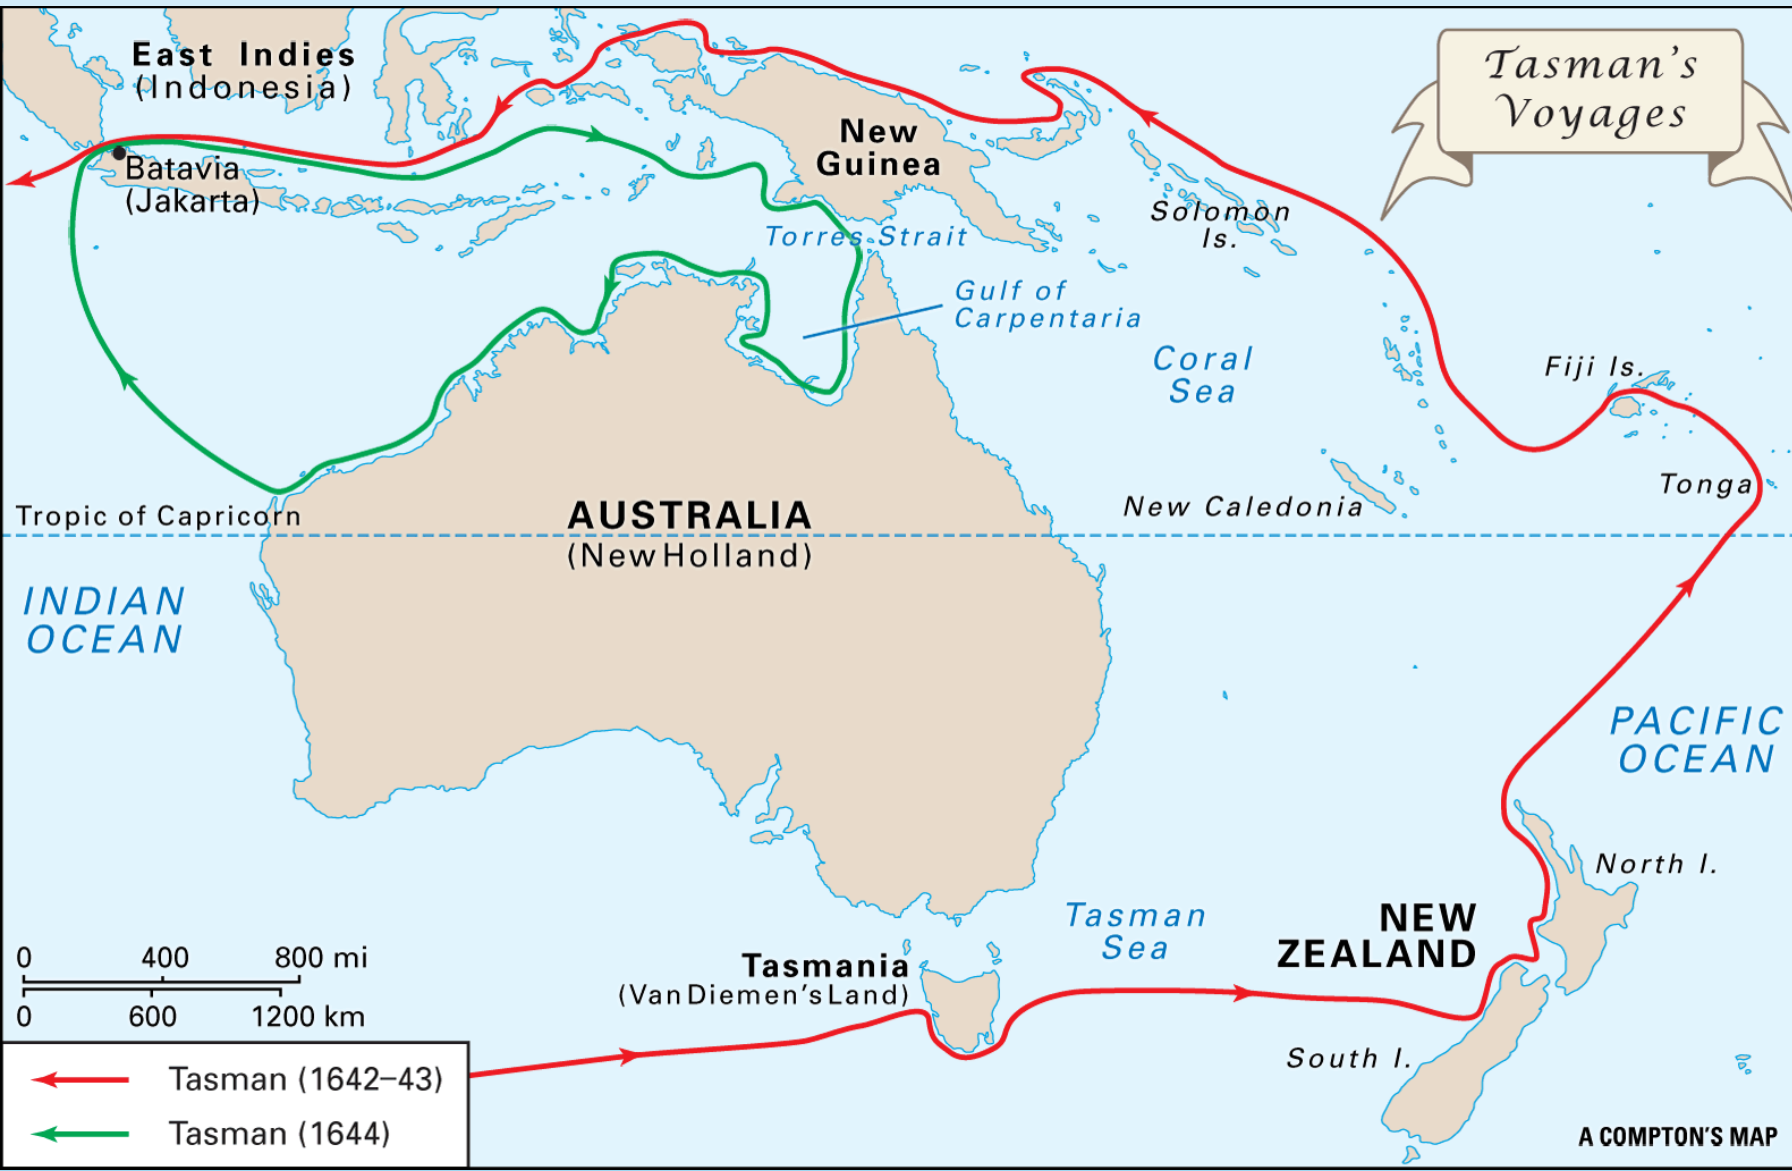 Tasman's
Voyages
East Indies
(Indonesia)
New
Guinea
Batavia
(Jakarta)
Solomon
Is.
Torres Strait
Gulf of
Carpentaria
Coral
Sea
Fiji Is.
Tonga
New Caledonia
Tropic of Capricorn
AUSTRALIA
(New Holland)
INDIAN
OCEAN
PACIFIC
OCEAN
North I.
NEW
ZEALAND
Tasman
Sea
Tasmania
(Van Diemen's Land)
South I.
0 400 800 mi
0 600 1200 km
Tasman (1642–43)
Tasman (1644)
A COMPTON'S MAP